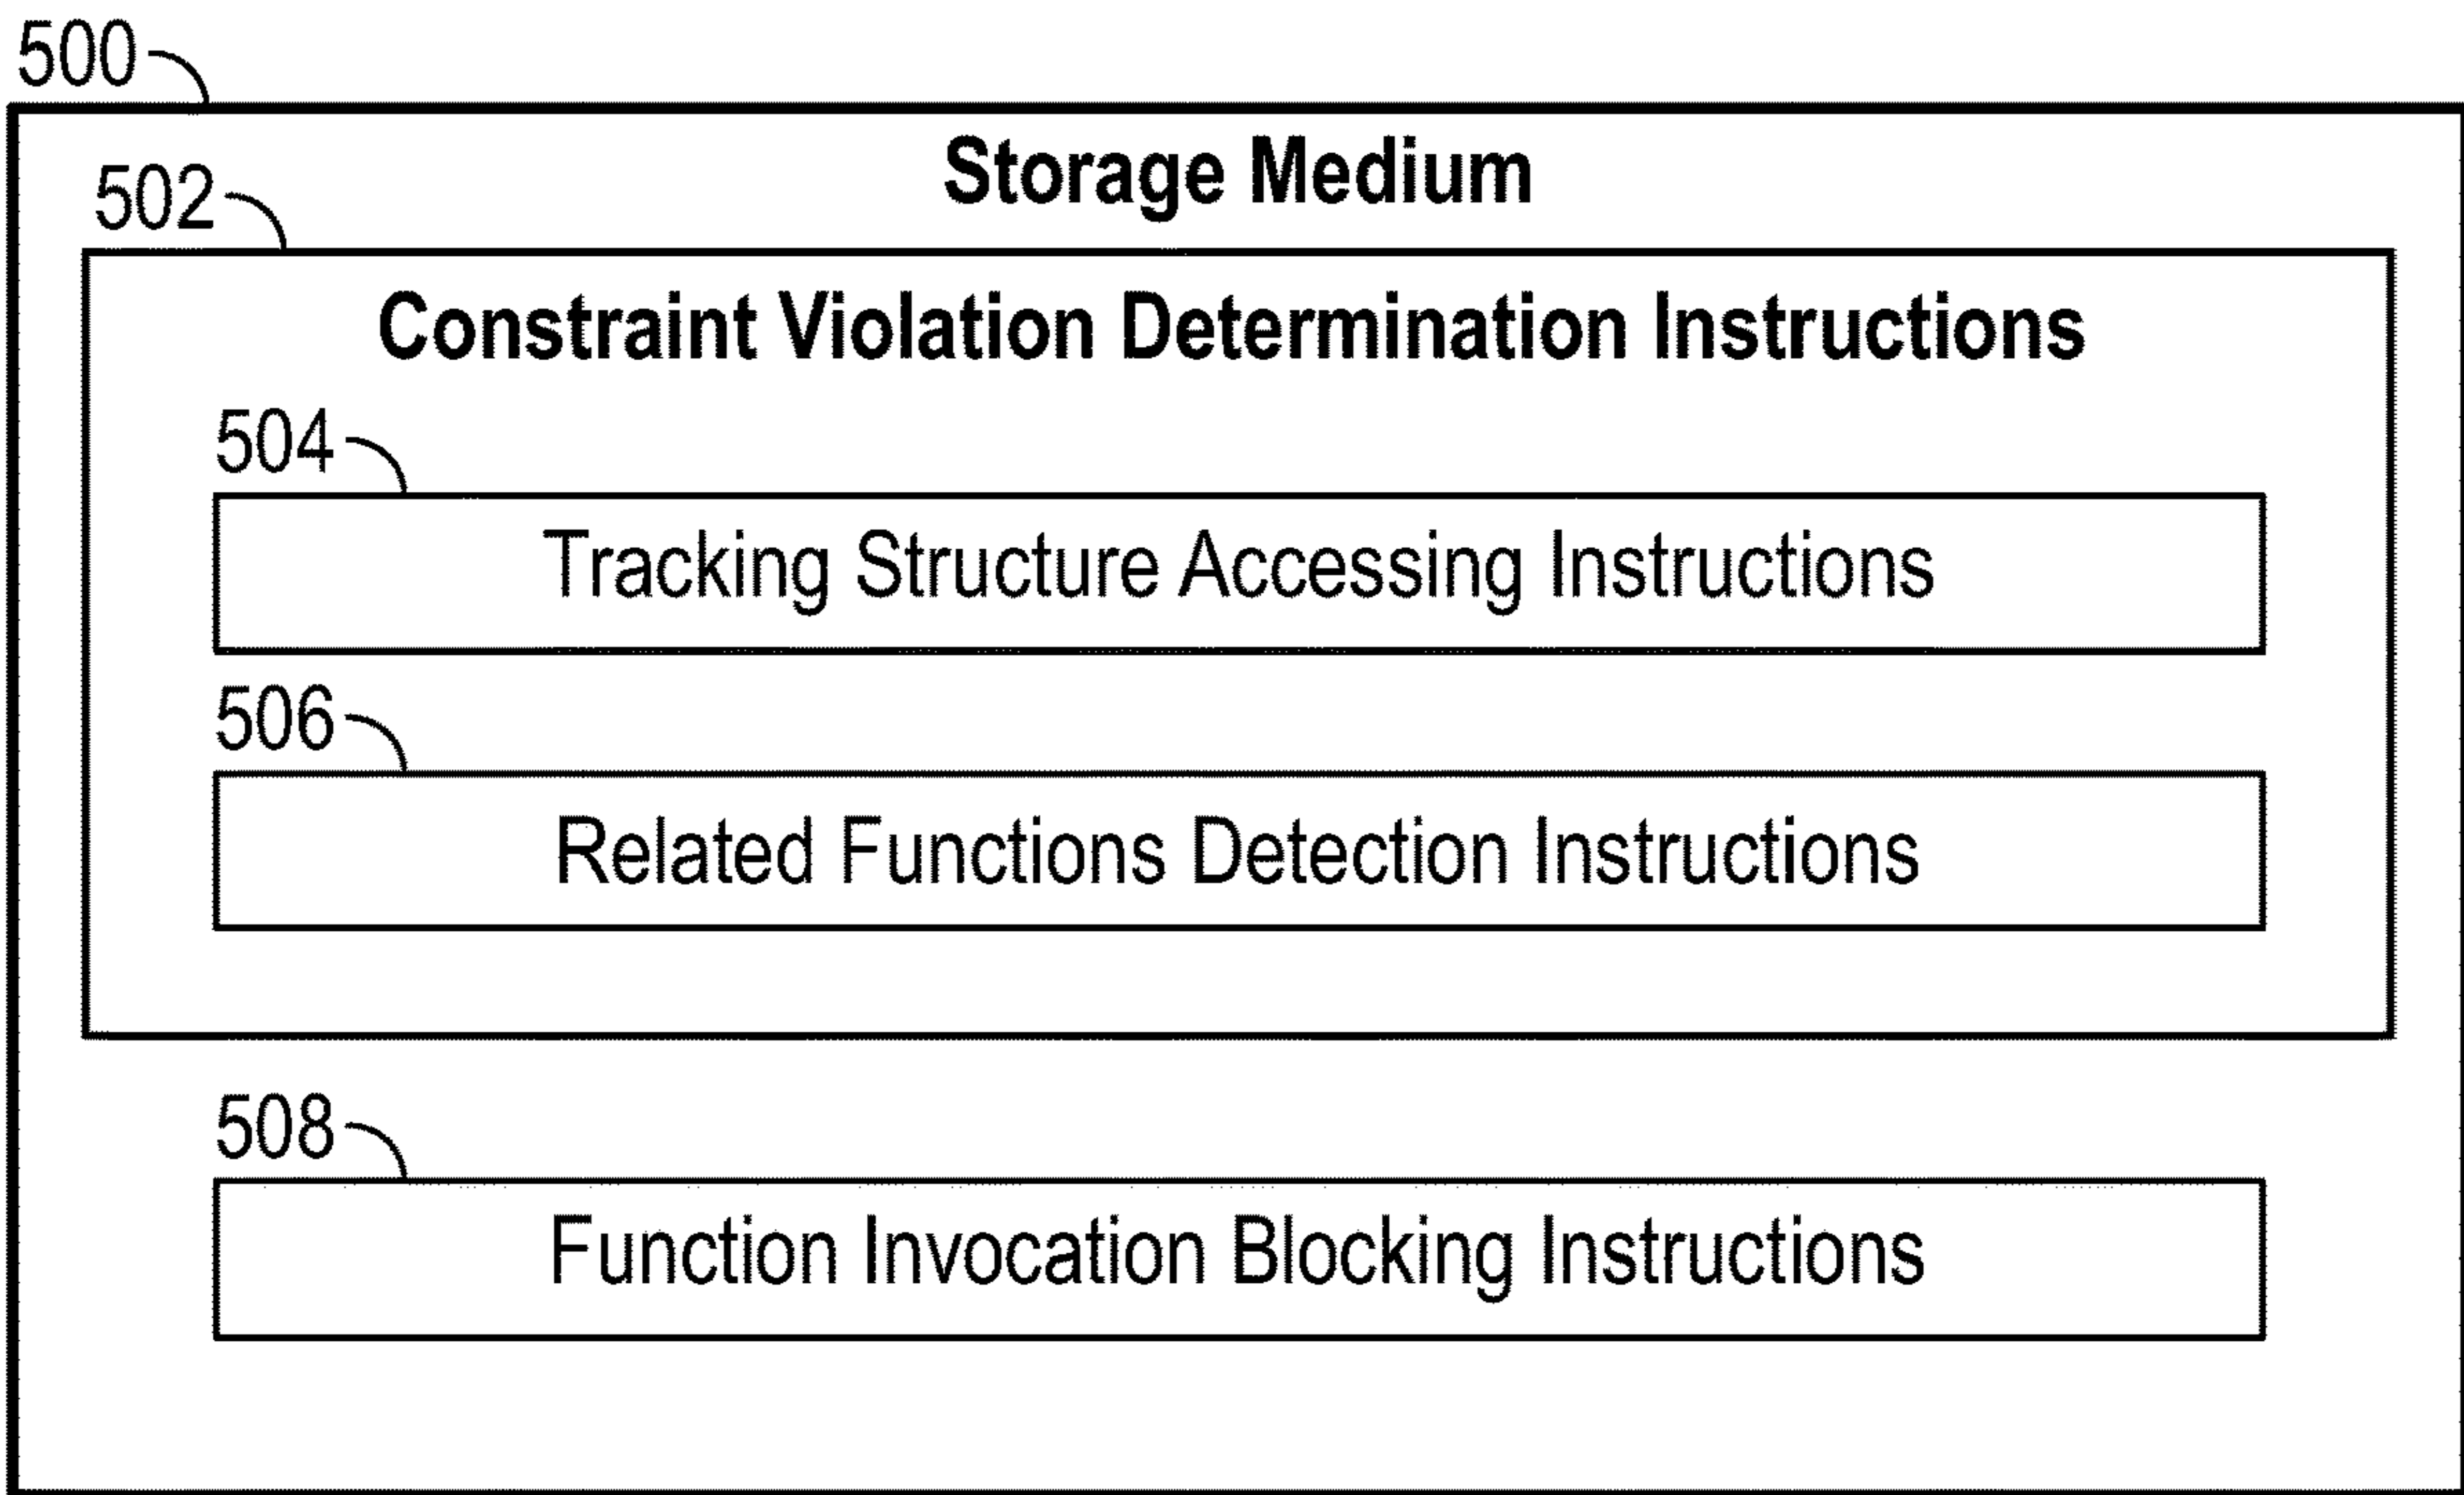 500
Storage Medium
502
Constraint Violation Determination Instructions
504
Tracking Structure Accessing Instructions
506
Related Functions Detection Instructions
508
Function Invocation Blocking Instructions